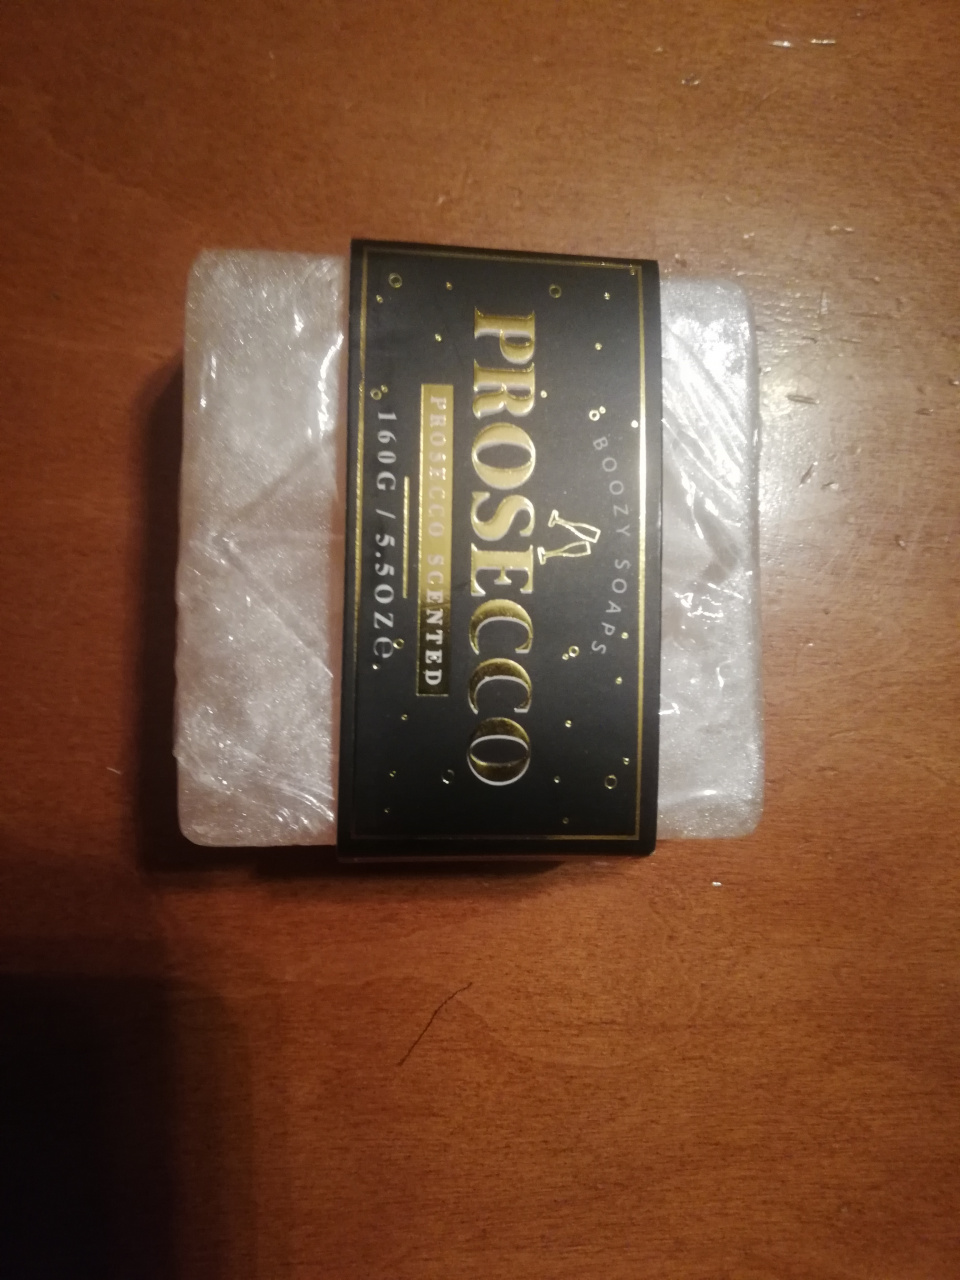 BOOZY SOAPS
PROSECCO
PROSECCO SCENTED
160G / 5.5OZ℮